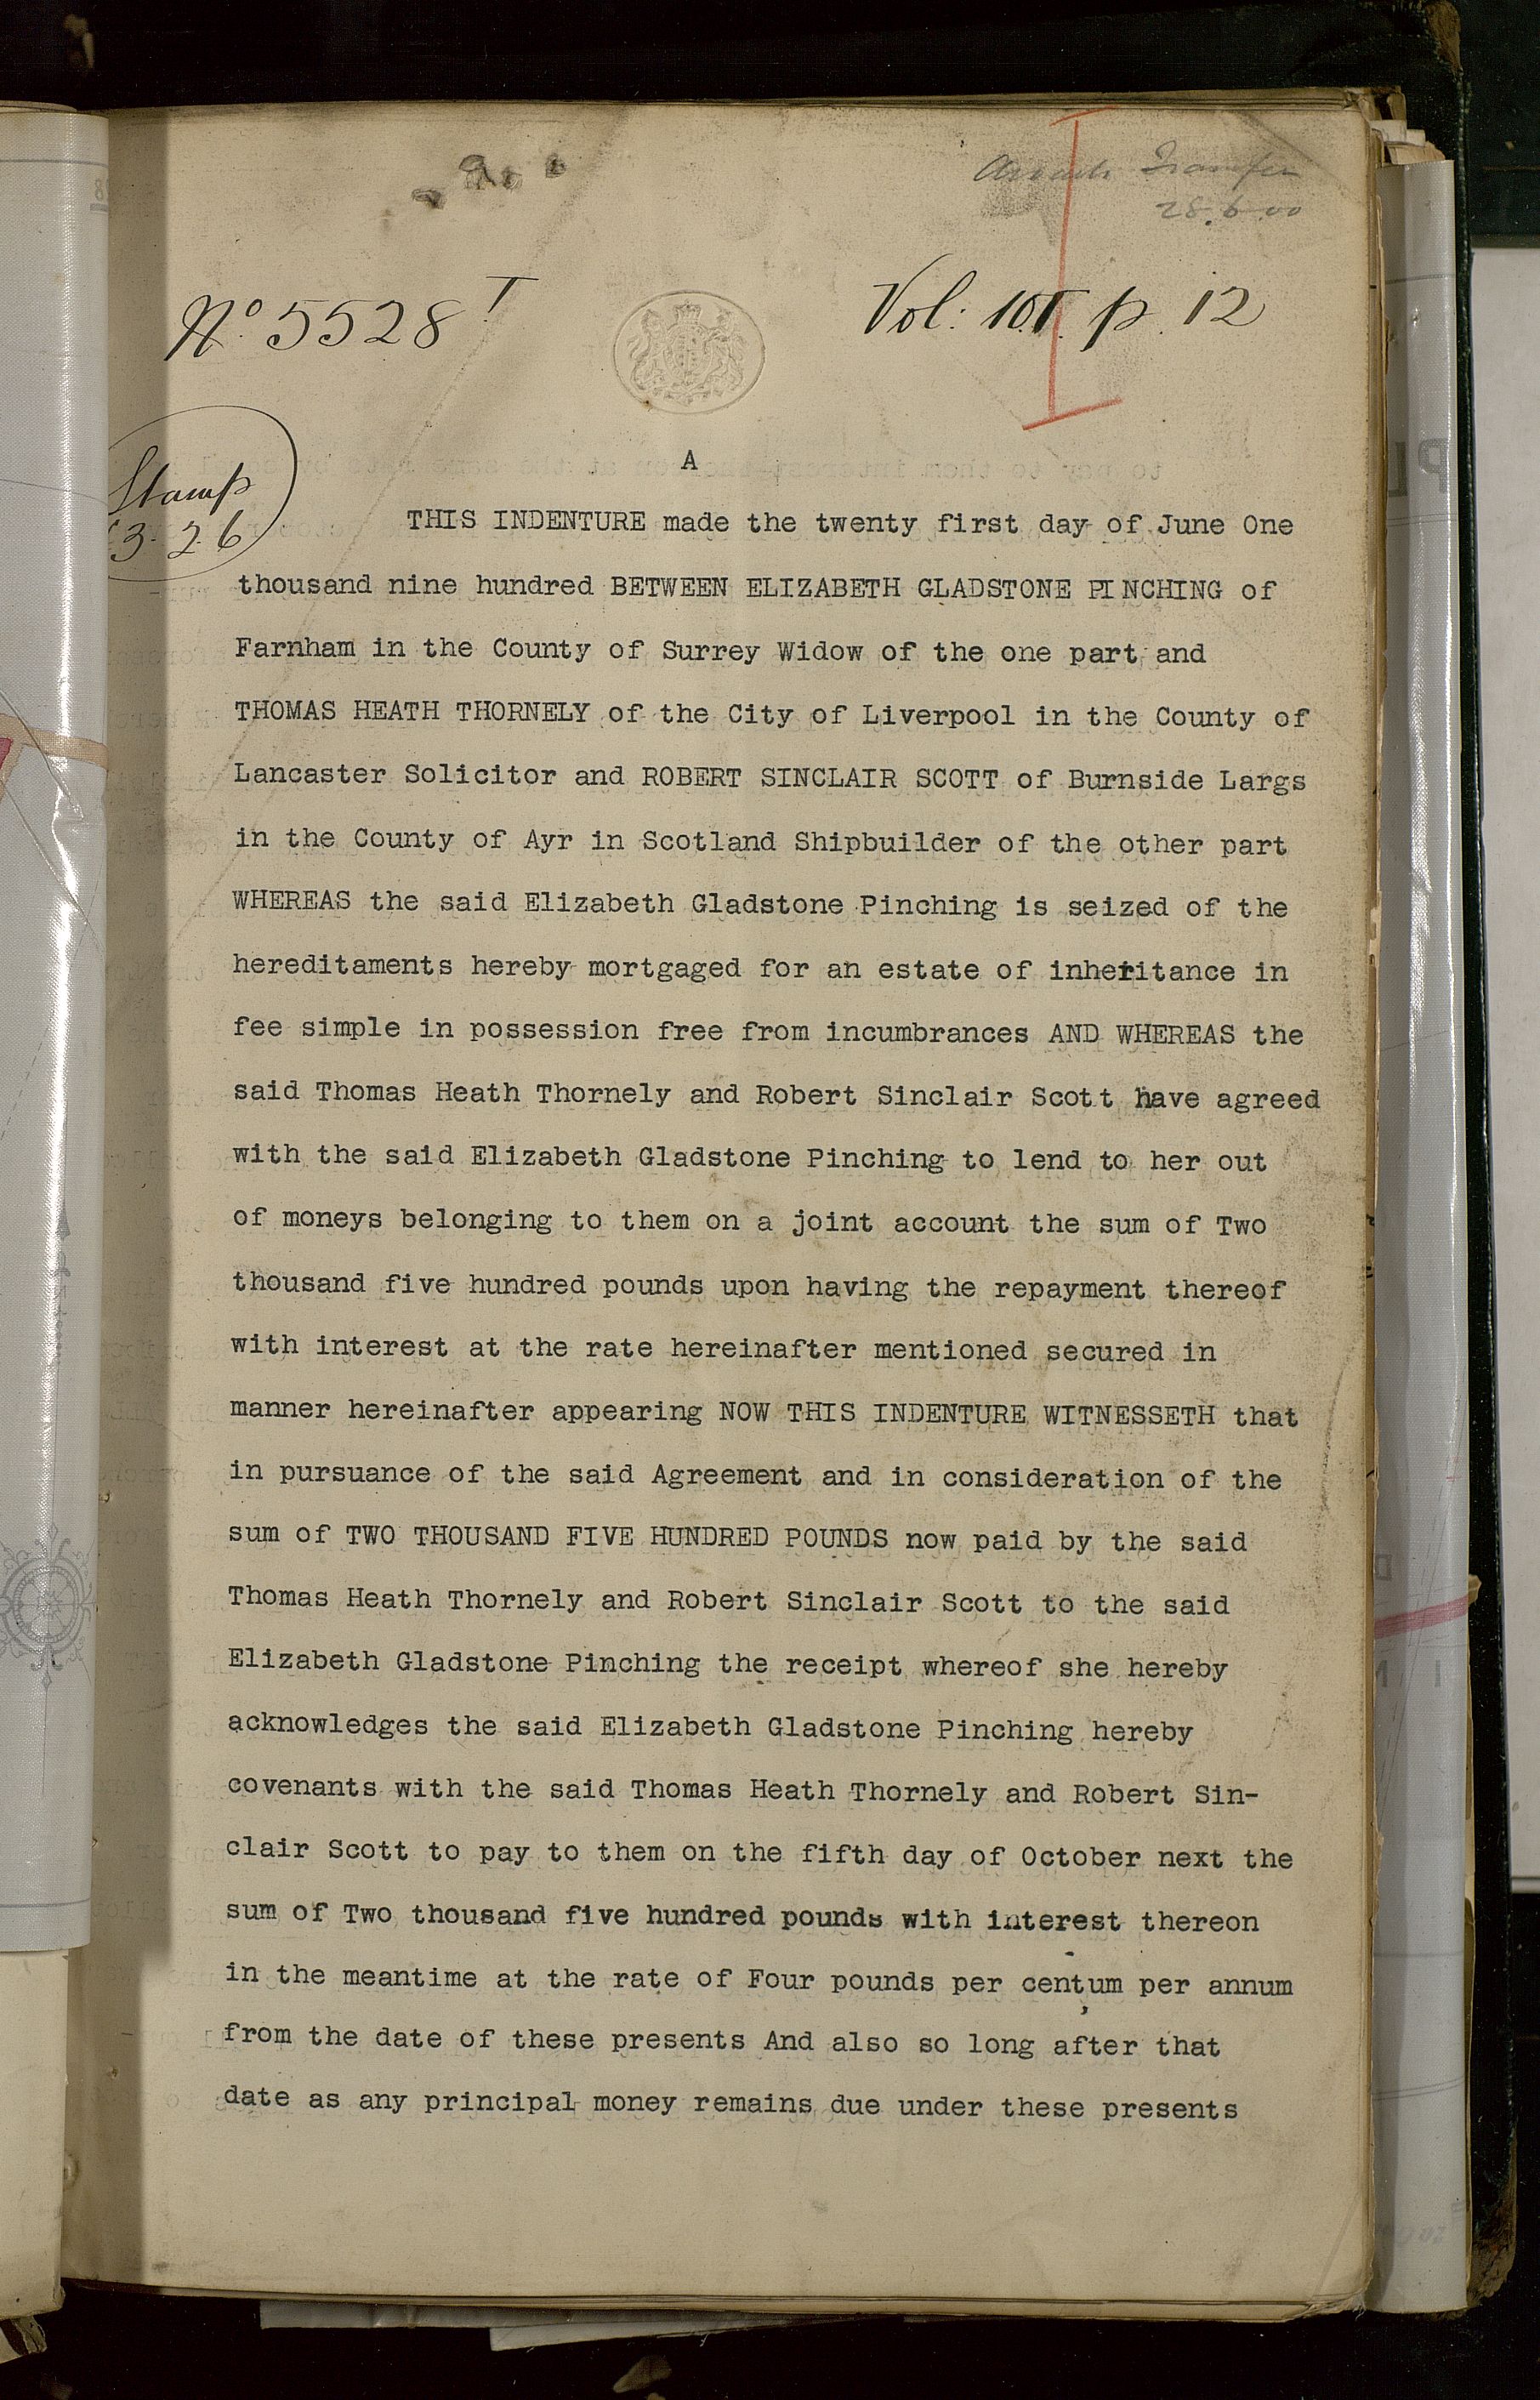 Transfer
28.6.00
No. 5528 T
Vol: 10T. p. 12
Stamp
3. 2. 6
A
THIS INDENTURE made the twenty first day of June One
thousand nine hundred BETWEEN ELIZABETH GLADSTONE PINCHING of
Farnham in the County of Surrey Widow of the one part and
THOMAS HEATH THORNELY of the City of Liverpool in the County of
Lancaster Solicitor and ROBERT SINCLAIR SCOTT of Burnside Largs
in the County of Ayr in Scotland Shipbuilder of the other part
WHEREAS the said Elizabeth Gladstone Pinching is seized of the
hereditaments hereby mortgaged for an estate of inheritance in
fee simple in possession free from incumbrances AND WHEREAS the
said Thomas Heath Thornely and Robert Sinclair Scott have agreed
with the said Elizabeth Gladstone Pinching to lend to her out
of moneys belonging to them on a joint account the sum of Two
thousand five hundred pounds upon having the repayment thereof
with interest at the rate hereinafter mentioned secured in
manner hereinafter appearing NOW THIS INDENTURE WITNESSETH that
in pursuance of the said Agreement and in consideration of the
sum of TWO THOUSAND FIVE HUNDRED POUNDS now paid by the said
Thomas Heath Thornely and Robert Sinclair Scott to the said
Elizabeth Gladstone Pinching the receipt whereof she hereby
acknowledges the said Elizabeth Gladstone Pinching hereby
covenants with the said Thomas Heath Thornely and Robert Sin-
clair Scott to pay to them on the fifth day of October next the
sum of Two thousand five hundred pounds with interest thereon
in the meantime at the rate of Four pounds per centum per annum
from the date of these presents And also so long after that
date as any principal money remains due under these presents